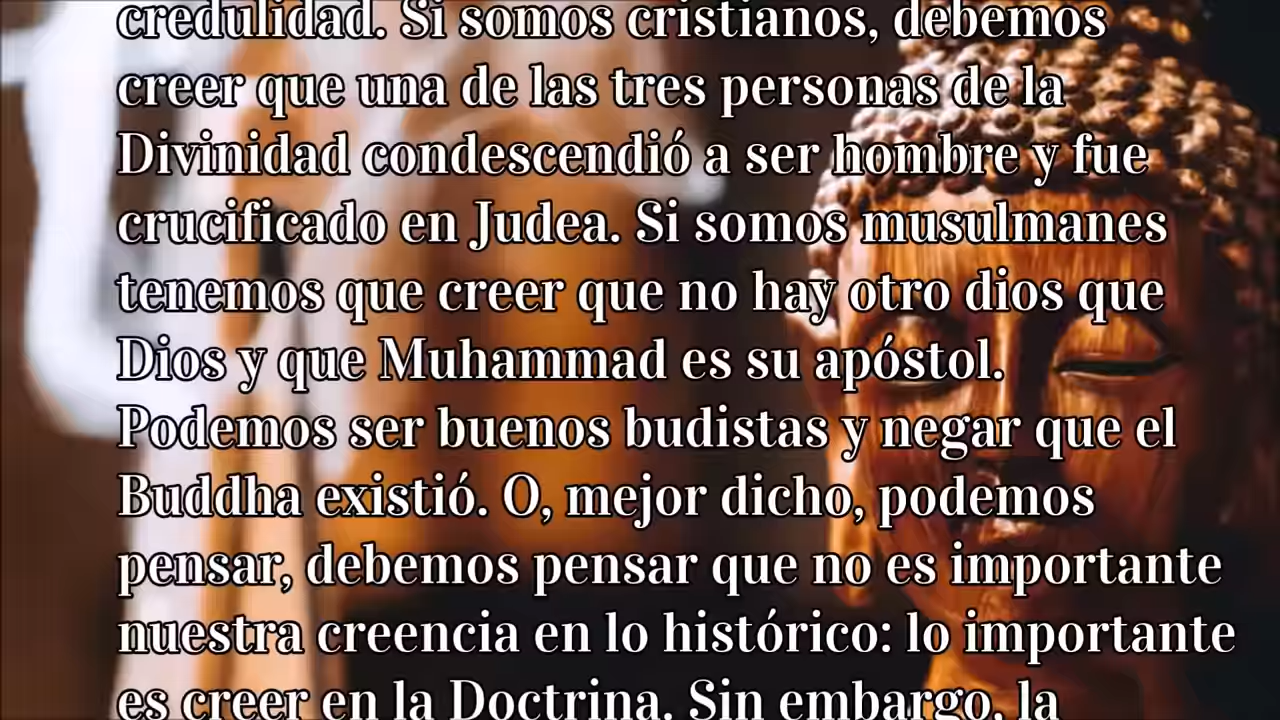 credulidad. Si somos cristianos, debemos
creer que una de las tres personas de la
Divinidad condescendió a ser hombre y fue
crucificado en Judea. Si somos musulmanes
tenemos que creer que no hay otro dios que
Dios y que Muhammad es su apóstol.
Podemos ser buenos budistas y negar que el
Buddha existió. O, mejor dicho, podemos
pensar, debemos pensar que no es importante
nuestra creencia en lo histórico: lo importante
es creer en la Doctrina. Sin embargo, la